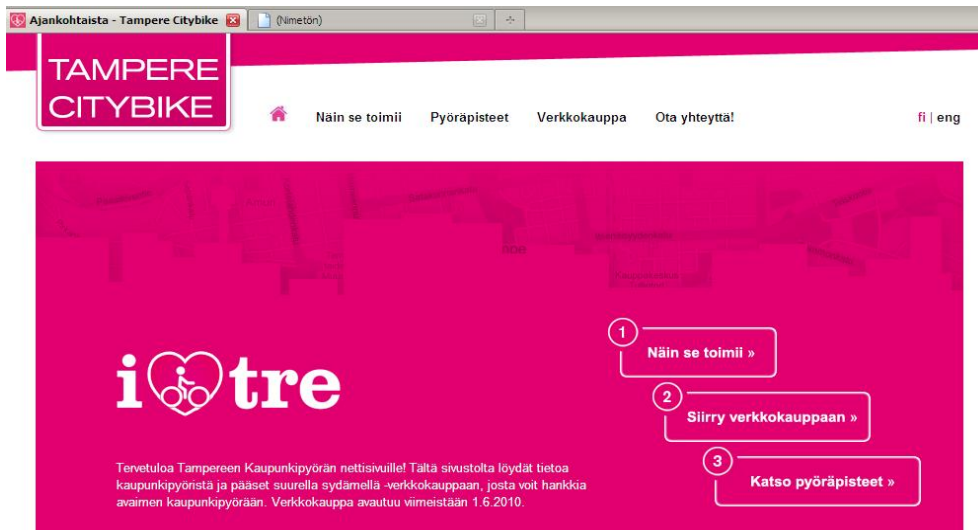 Ajankohtaista - Tampere Citybike
(Nimetön)
TAMPERE
CITYBIKE
Näin se toimii Pyöräpisteet Verkkokauppa Ota yhteyttä! fi | eng
i tre
1
Näin se toimii »
2
Siirry verkkokauppaan »
3
Katso pyöräpisteet »
Tervetuloa Tampereen Kaupunkipyörän nettisivuille! Tältä sivustolta löydät tietoa
kaupunkipyöristä ja pääset suurella sydämellä -verkkokauppaan, josta voit hankkia
avaimen kaupunkipyörään. Verkkokauppa avautuu viimeistään 1.6.2010.